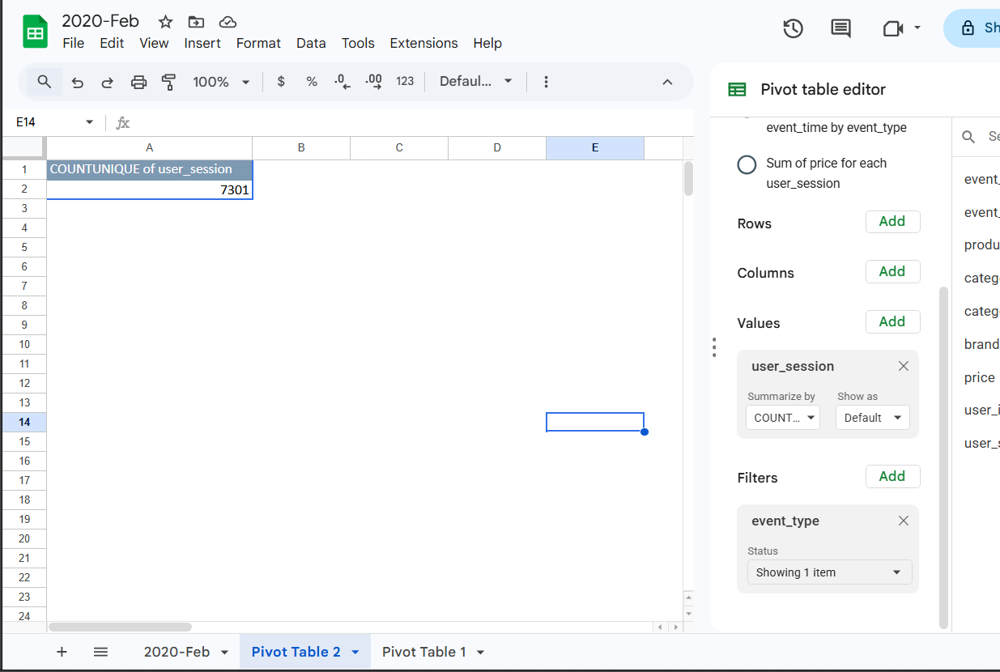 2020-Feb
File Edit View Insert Format Data Tools Extensions Help
Sh
100% $ % .0 .00 123 Defaul...
E14 fx
A B C D E
1 COUNTUNIQUE of user_session
2 7301
3
4
5
6
7
8
9
10
11
12
13
14
15
16
17
18
19
20
21
22
23
24
2020-Feb Pivot Table 2 Pivot Table 1
Pivot table editor
event_time by event_type
Sum of price for each
user_session
Rows Add
Columns Add
Values Add
user_session
Summarize by Show as
COUNT... Default
Filters Add
event_type
Status
Showing 1 item
Se
event_
event_
produ
categ
categ
brand
price
user_i
user_s